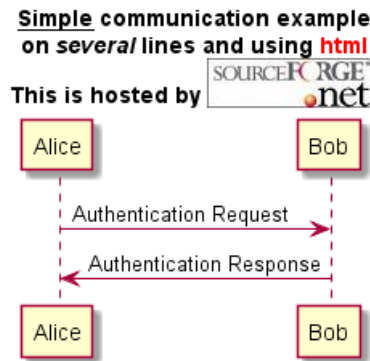 Simple communication example
on several lines and using html
This is hosted by SOURCEFORGE
.net
Alice Bob
Authentication Request
Authentication Response
Alice Bob